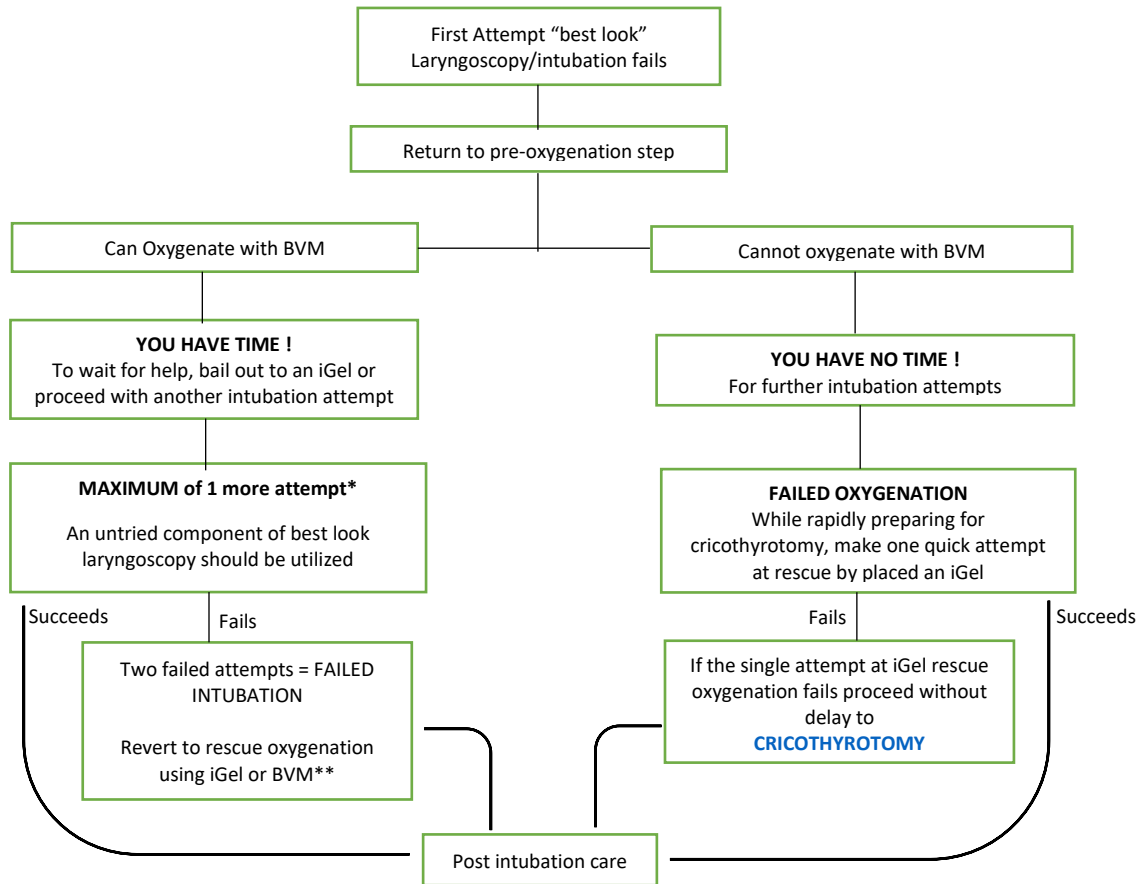 First Attempt “best look”
Laryngoscopy/intubation fails
Return to pre-oxygenation step
Can Oxygenate with BVM
Cannot oxygenate with BVM
YOU HAVE TIME !
To wait for help, bail out to an iGel or
proceed with another intubation attempt
YOU HAVE NO TIME !
For further intubation attempts
MAXIMUM of 1 more attempt*
An untried component of best look
laryngoscopy should be utilized
FAILED OXYGENATION
While rapidly preparing for
cricothyrotomy, make one quick attempt
at rescue by placed an iGel
Succeeds
Fails
Fails
Succeeds
Two failed attempts = FAILED
INTUBATION
Revert to rescue oxygenation
using iGel or BVM**
If the single attempt at iGel rescue
oxygenation fails proceed without
delay to
CRICOTHYROTOMY
Post intubation care